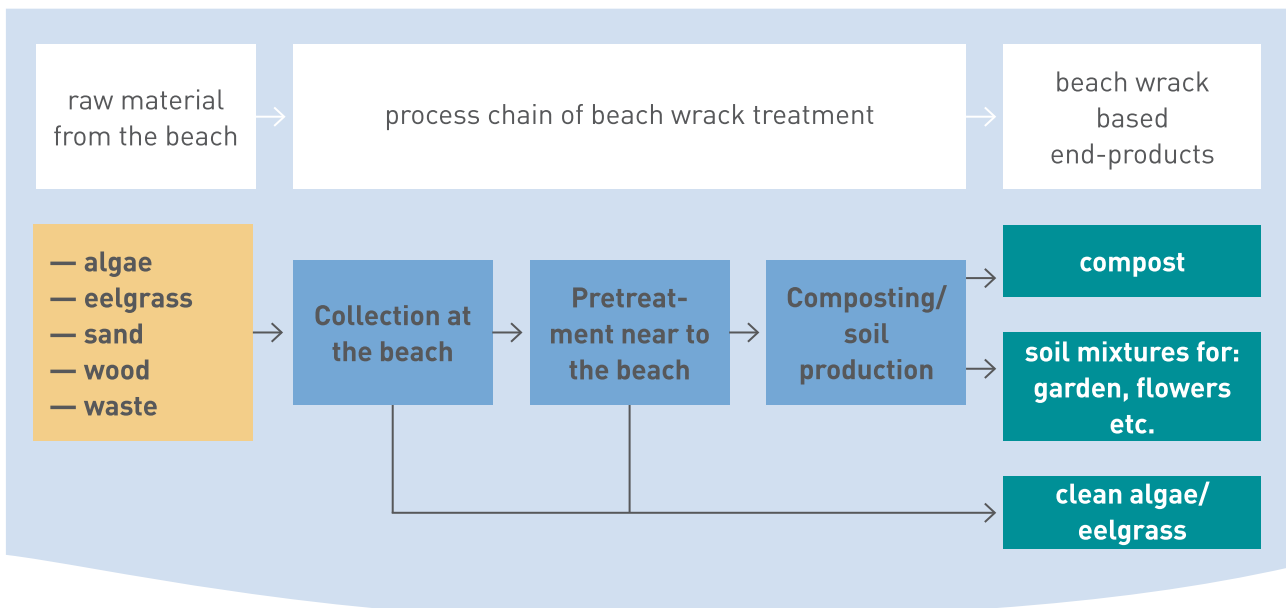 raw material
from the beach
process chain of beach wrack treatment
beach wrack
based
end-products
— algae
— eelgrass
— sand
— wood
— waste
Collection at
the beach
Pretreat-
ment near to
the beach
Composting/
soil
production
compost
soil mixtures for:
garden, flowers
etc.
clean algae/
eelgrass